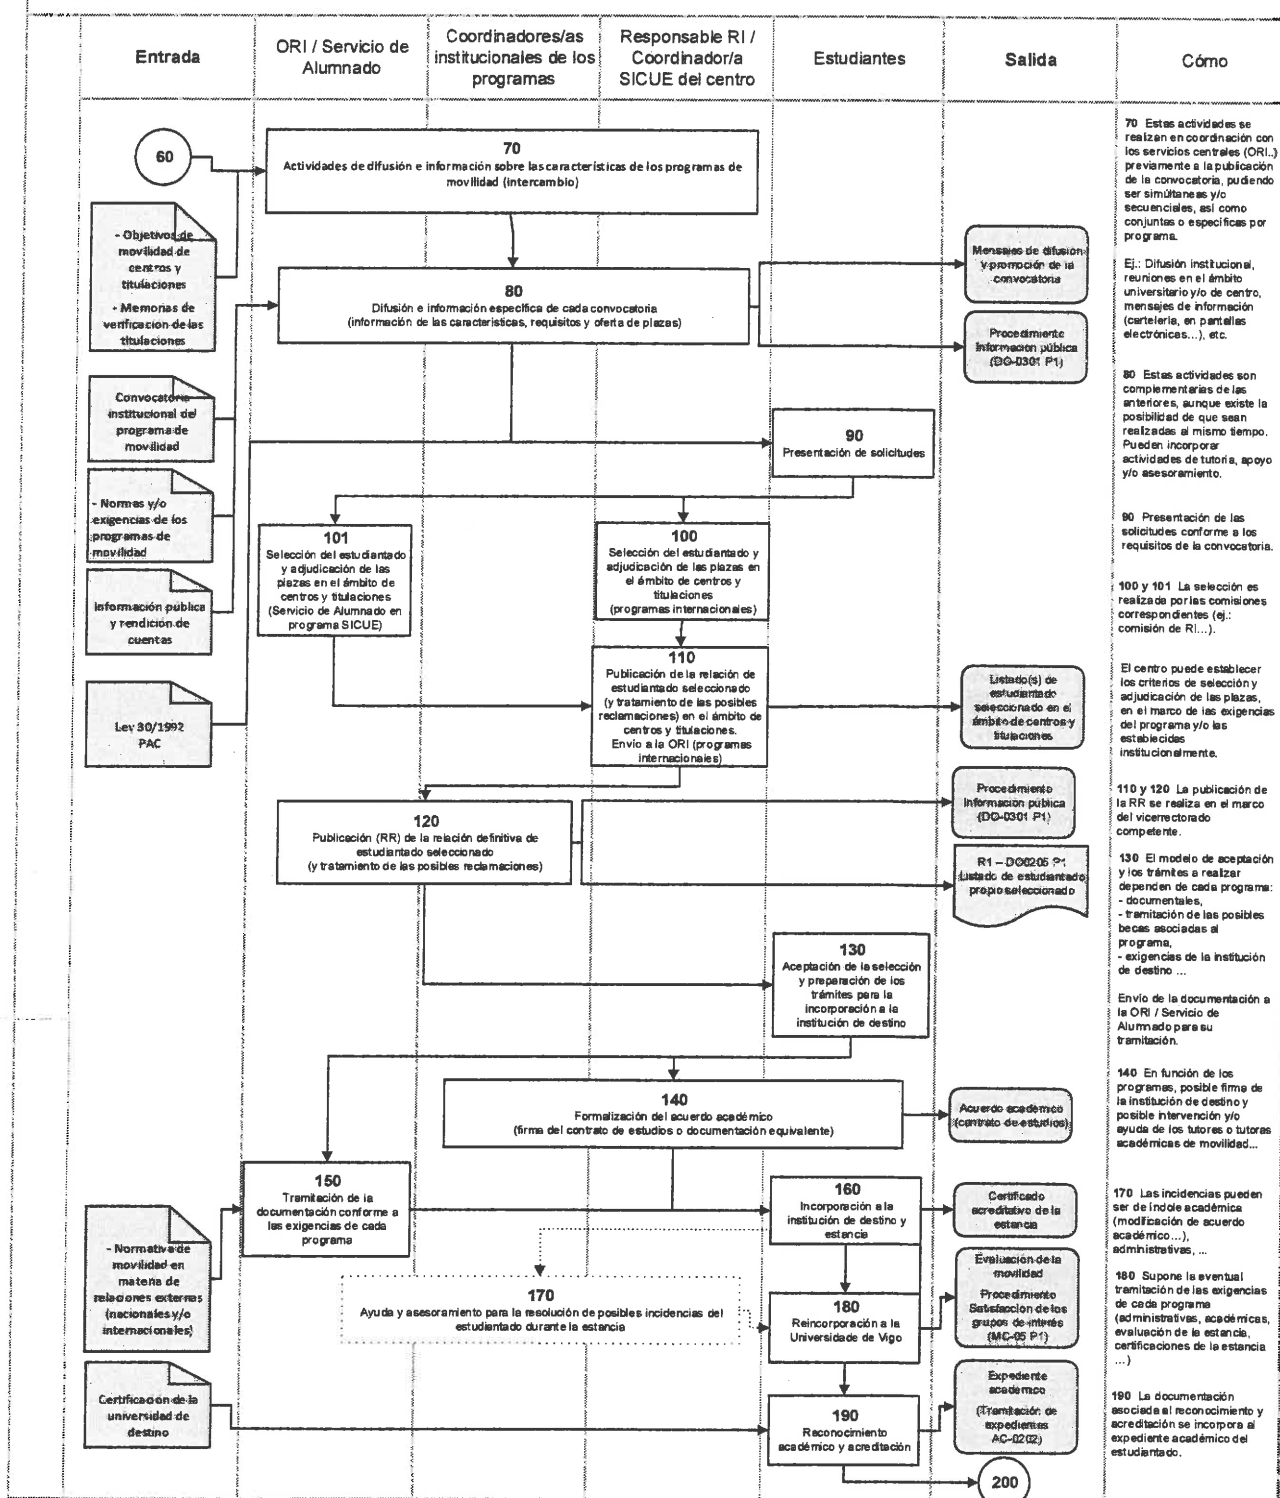 Entrada
ORI / Servicio de
Alumnado
Coordinadores/as
institucionales de los
programas
Responsable RI /
Coordinador/a
SICUE del centro
Estudiantes
Salida
Cómo
60
70
Actividades de difusión e información sobre las características de los programas de
movilidad (intercambio)
- Objetivos de
movilidad de
centros y
titulaciones
- Memorias de
verificación de las
titulaciones
80
Difusión e información específica de cada convocatoria
(información de las características, requisitos y oferta de plazas)
Mensajes de difusión
y promoción de la
convocatoria
Procedimiento
Información pública
(DO-0301 P1)
Convocatoria
institucional del
programa de
movilidad
90
Presentación de solicitudes
- Normas y/o
exigencias de los
programas de
movilidad
101
Selección del estudiantado
y adjudicación de las
plazas en el ámbito de
centros y titulaciones
(Servicio de Alumnado en
programa SICUE)
100
Selección del estudiantado y
adjudicación de las plazas en
el ámbito de centros y
titulaciones
(programas internacionales)
Información pública
y rendición de
cuentas
110
Publicación de la relación de
estudiantado seleccionado
(y tratamiento de las posibles
reclamaciones) en el ámbito de
centros y titulaciones.
Envío a la ORI (programas
internacionales)
Listado(s) de
estudiantado
seleccionado en el
ámbito de centros y
titulaciones
Ley 30/1992
PAC
120
Publicación (RR) de la relación definitiva de
estudiantado seleccionado
(y tratamiento de las posibles reclamaciones)
Procedimiento
Información pública
(DO-0301 P1)
R1 – DO0205 P1
Listado de estudiantado
propio seleccionado
130
Aceptación de la selección
y preparación de los
trámites para la
incorporación a la
institución de destino
140
Formalización del acuerdo académico
(firma del contrato de estudios o documentación equivalente)
Acuerdo académico
(contrato de estudios)
150
Tramitación de la
documentación conforme a
las exigencias de cada
programa
160
Incorporación a la
institución de destino y
estancia
Certificado
acreditativo de la
estancia
- Normativa de
movilidad en
materia de
relaciones externas
(nacionales y/o
internacionales)
170
Ayuda y asesoramiento para la resolución de posibles incidencias del
estudiantado durante la estancia
180
Reincorporación a la
Universidade de Vigo
Evaluación de la
movilidad
Procedimiento
Satisfacción de los
grupos de interés
(MC-05 P1)
Certificación de la
universidad de
destino
190
Reconocimiento
académico y acreditación
Expediente
académico
(Tramitación de
expedientes
AC-0202)
200
70 Estas actividades se
realizan en coordinación con
los servicios centrales (ORI..)
previamente a la publicación
de la convocatoria, pudiendo
ser simúltaneas y/o
secuenciales, así como
conjuntas o específicas por
programa.
Ej.: Difusión institucional,
reuniones en el ámbito
universitario y/o de centro,
mensajes de información
(cartelería, en pantallas
electrónicas...), etc.
80 Estas actividades son
complementarias de las
anteriores, aunque existe la
posibilidad de que sean
realizadas al mismo tiempo.
Pueden incorporar
actividades de tutoría, apoyo
y/o asesoramiento.
90 Presentación de las
solicitudes conforme a los
requisitos de la convocatoria.
100 y 101 La selección es
realizada por las comisiones
correspondientes (ej.:
comisión de RI...).
El centro puede establecer
los criterios de selección y
adjudicación de las plazas,
en el marco de las exigencias
del programa y/o las
establecidas
institucionalmente.
110 y 120 La publicación de
la RR se realiza en el marco
del vicerrectorado
competente.
130 El modelo de aceptación
y los trámites a realizar
dependen de cada programa:
- documentales,
- tramitación de las posibles
becas asociadas al
programa,
- exigencias de la institución
de destino ...
Envío de la documentación a
la ORI / Servicio de
Alumnado para su
tramitación.
140 En función de los
programas, posible firma de
la institución de destino y
posible intervención y/o
ayuda de los tutores o tutoras
académicas de movilidad...
170 Las incidencias pueden
ser de índole académica
(modificación de acuerdo
académico...),
administrativas, ...
180 Supone la eventual
tramitación de las exigencias
de cada programa
(administrativas, académicas,
evaluación de la estancia,
certificaciones de la estancia
...)
190 La documentación
asociada al reconocimiento y
acreditación se incorpora al
expediente académico del
estudiantado.